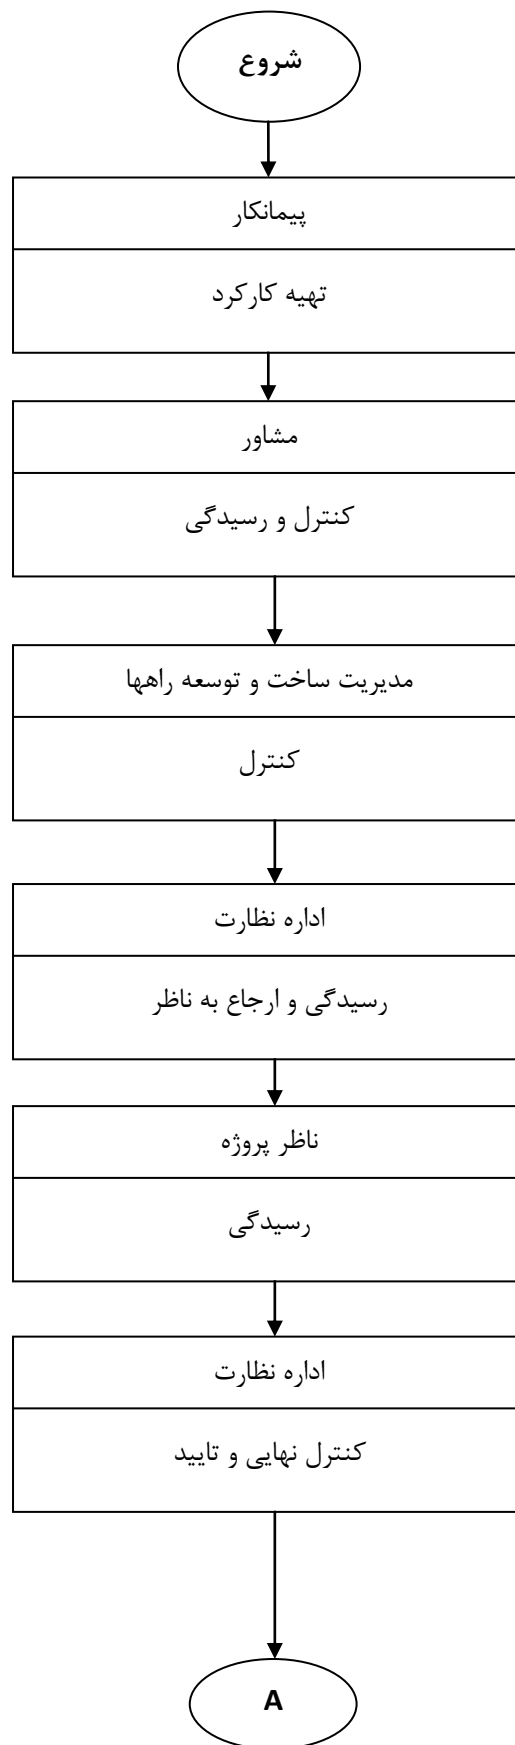 شروع
پیمانکار
تهیه کارکرد
مشاور
کنترل و رسیدگی
مدیریت ساخت و توسعه راهها
کنترل
اداره نظارت
رسیدگی و ارجاع به ناظر
ناظر پروژه
رسیدگی
اداره نظارت
کنترل نهایی و تایید
A